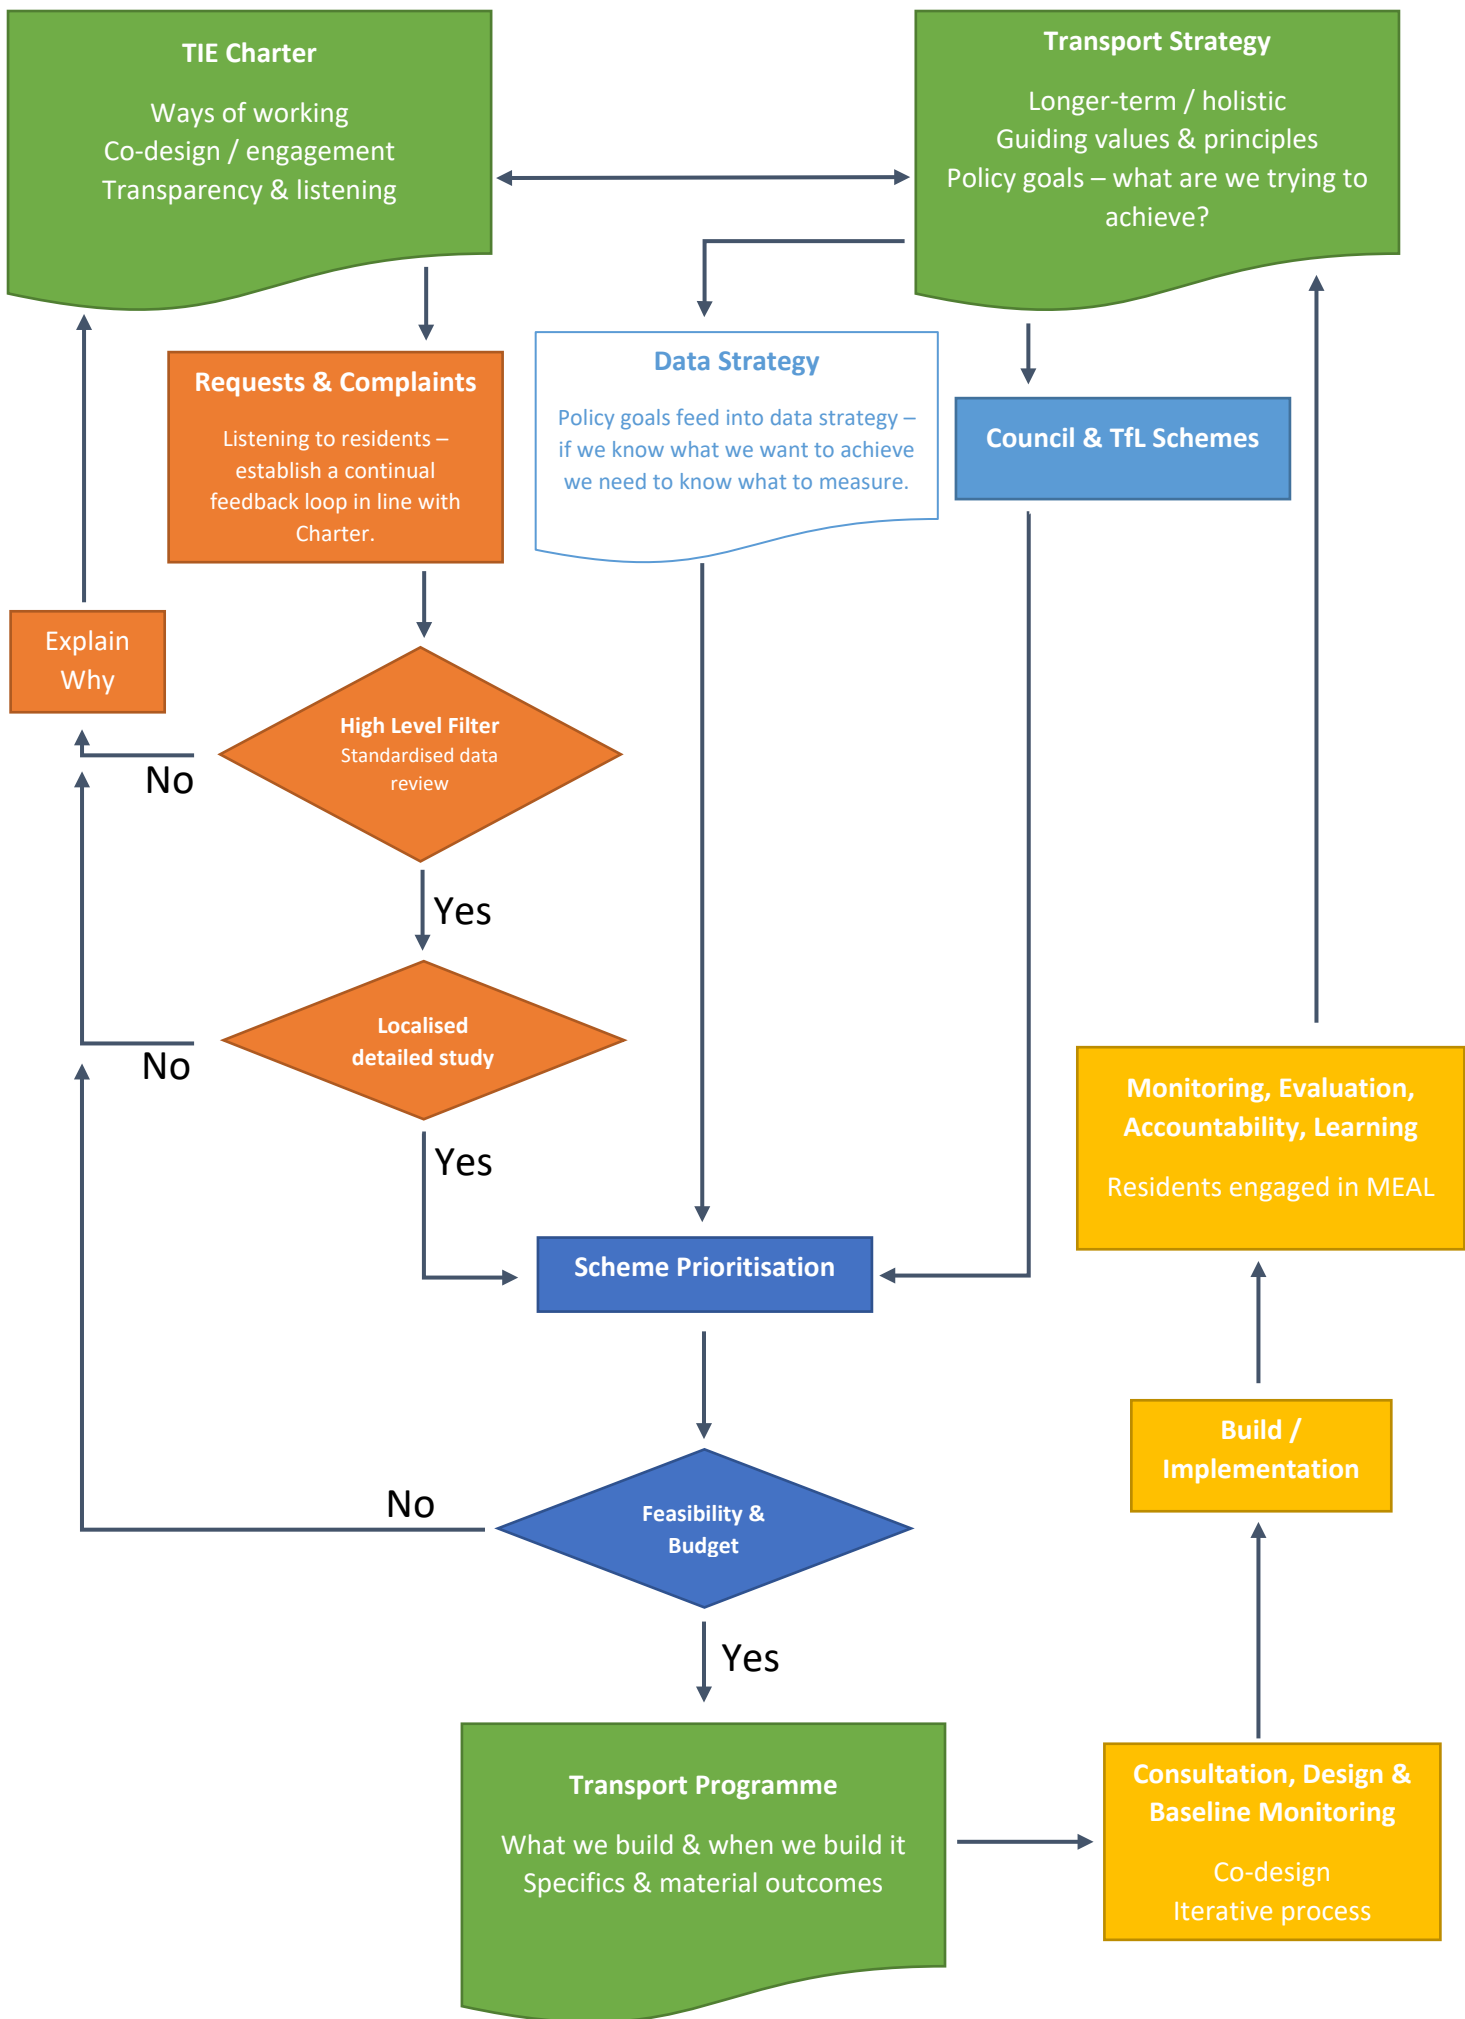 TIE Charter
Ways of working
Co-design / engagement
Transparency & listening
Transport Strategy
Longer-term / holistic
Guiding values & principles
Policy goals – what are we trying to
achieve?
Requests & Complaints
Listening to residents –
establish a continual
feedback loop in line with
Charter.
Data Strategy
Policy goals feed into data strategy –
if we know what we want to achieve
we need to know what to measure.
Council & TfL Schemes
Explain
Why
High Level Filter
Standardised data
review
No
Yes
Localised
detailed study
No
Yes
Monitoring, Evaluation,
Accountability, Learning
Residents engaged in MEAL
Scheme Prioritisation
Build /
Implementation
Feasibility &
Budget
No
Yes
Transport Programme
What we build & when we build it
Specifics & material outcomes
Consultation, Design &
Baseline Monitoring
Co-design
Iterative process